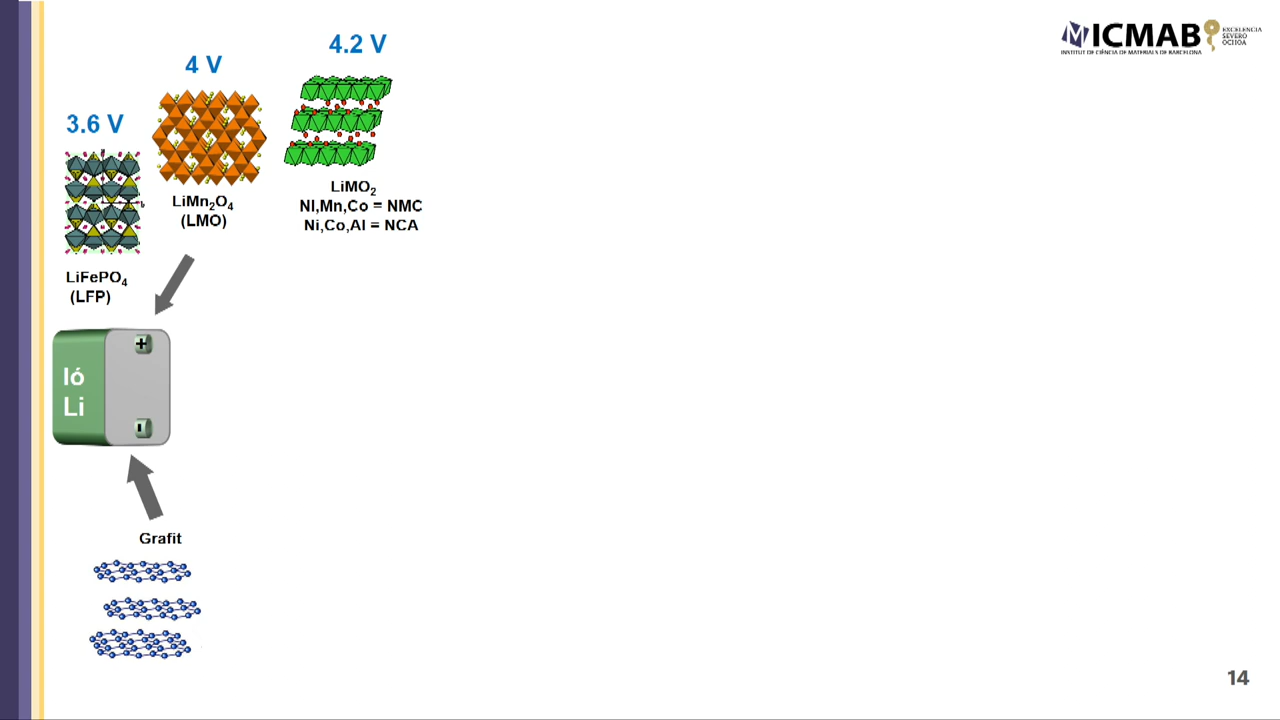 4.2 V
4 V
3.6 V
ICMAB
INSTITUT DE CIÈNCIA DE MATERIALS DE BARCELONA
EXCELENCIA
SEVERO
OCHOA
LiMO2
NI,Mn,Co = NMC
Ni,Co,Al = NCA
LiMn2O4
(LMO)
LiFePO4
(LFP)
+
Ió
Li
-
Grafit
14